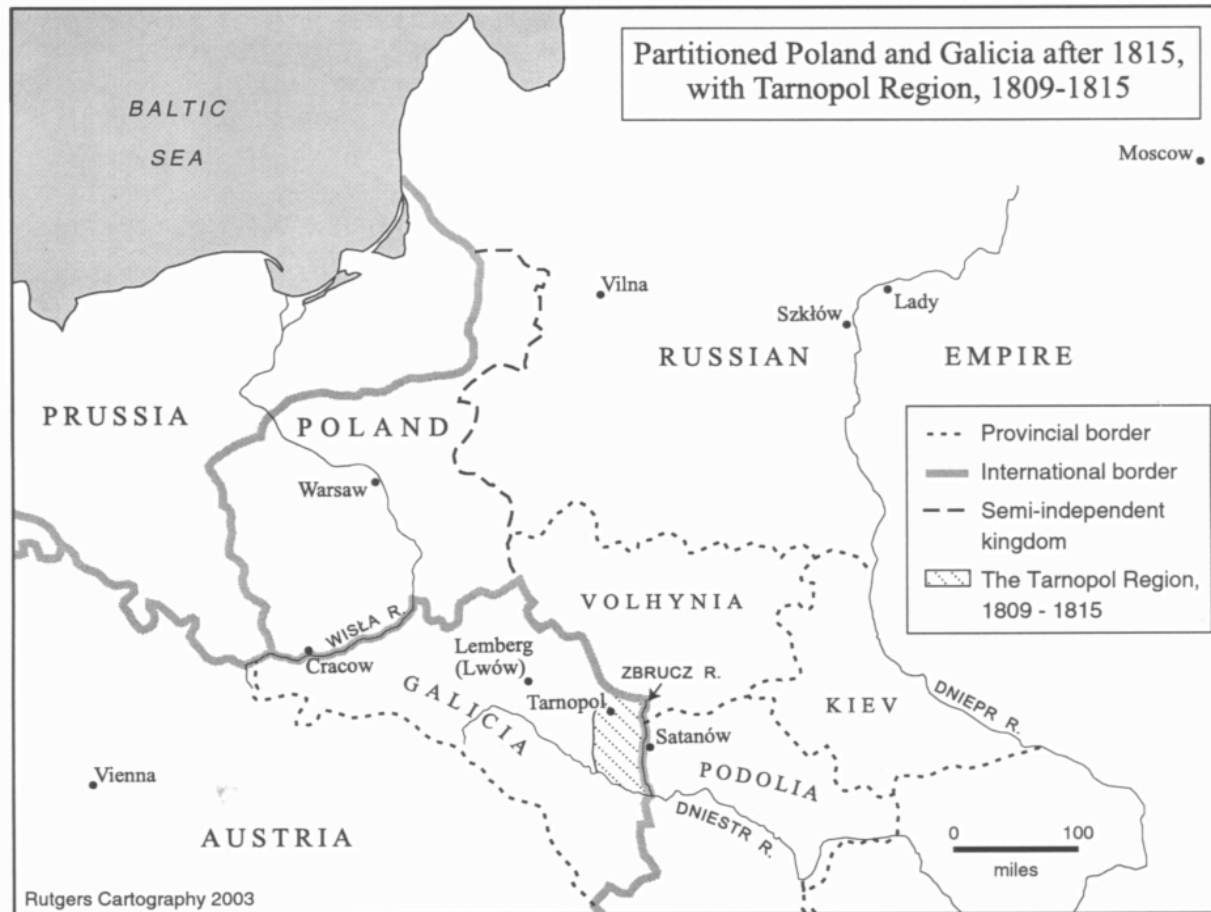 Partitioned Poland and Galicia after 1815,
with Tarnopol Region, 1809-1815
BALTIC
SEA
Moscow
Vilna
Lady
Szkłów
RUSSIAN EMPIRE
PRUSSIA
POLAND
Warsaw
Provincial border
International border
Semi-independent
kingdom
The Tarnopol Region,
1809 - 1815
VOLHYNIA
WISŁA R.
Cracow
Lemberg
(Lwów)
ZBRUCZ R.
GALICIA
Tarnopol
KIEV
DNIEPR R.
Satanów
Vienna
PODOLIA
DNIESTR R.
AUSTRIA
0 100
miles
Rutgers Cartography 2003